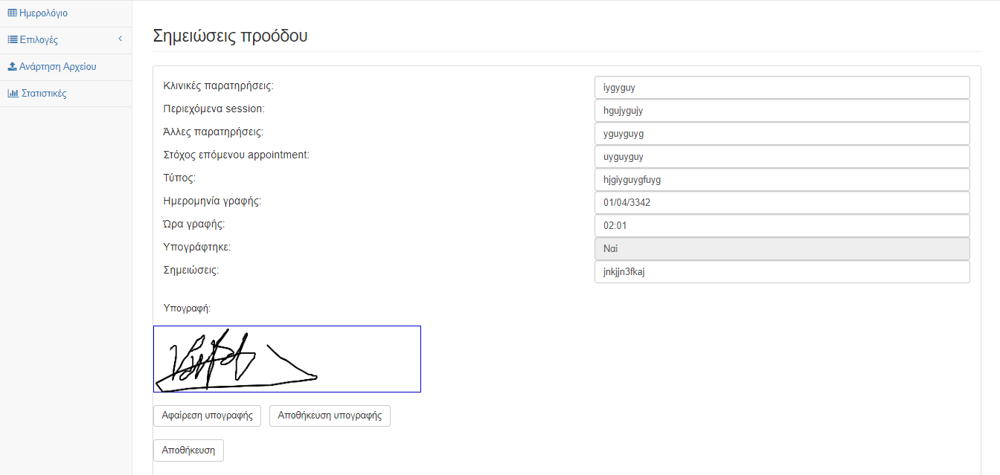 Ημερολόγιο
Επιλογές
Ανάρτηση Αρχείου
Στατιστικές
Σημειώσεις προόδου
Κλινικές παρατηρήσεις: iygyguy
Περιεχόμενα session: hgujygujy
Άλλες παρατηρήσεις: yguyguyg
Στόχος επόμενου appointment: uyguyguy
Τύπος: hjgiyguygfuyg
Ημερομηνία γραφής: 01/04/3342
Ώρα γραφής: 02:01
Υπογράφτηκε: Ναί
Σημειώσεις: jnkjjn3fkaj
Υπογραφή:
Αφαίρεση υπογραφής Αποθήκευση υπογραφής
Αποθήκευση